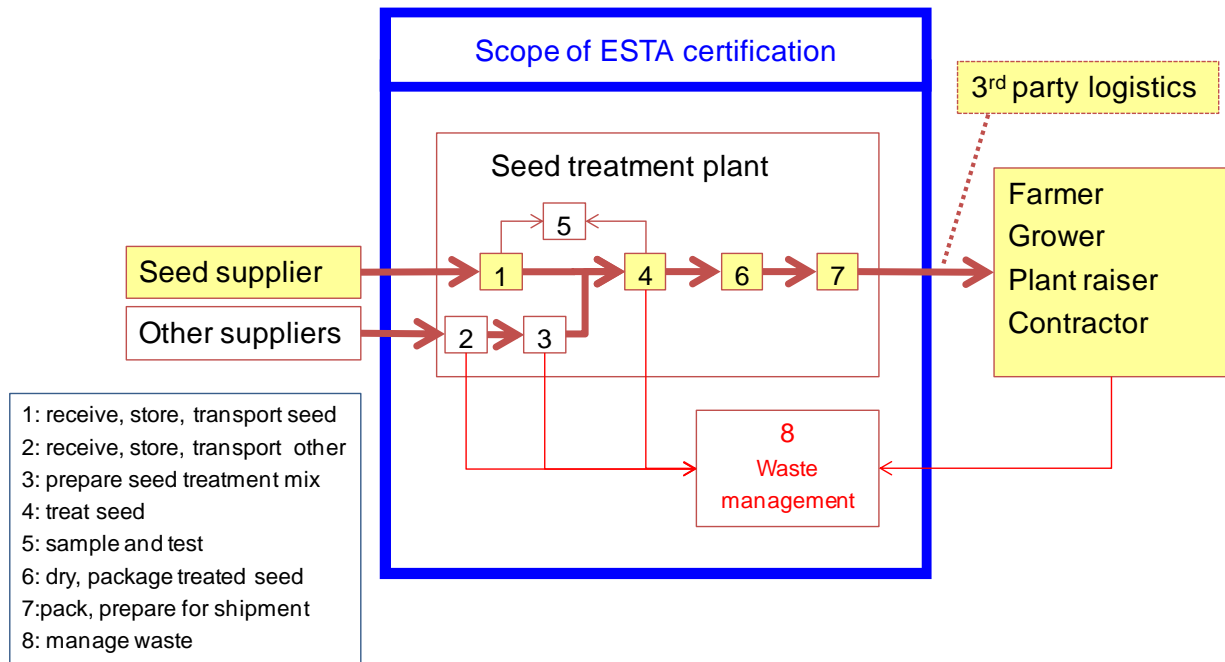 Scope of ESTA certification
3rd party logistics
Seed treatment plant
Farmer
Grower
Plant raiser
Contractor
5
Seed supplier
1
4
6
7
Other suppliers
2
3
1: receive, store, transport seed
2: receive, store, transport other
3: prepare seed treatment mix
4: treat seed
5: sample and test
6: dry, package treated seed
7:pack, prepare for shipment
8: manage waste
8
Waste
management